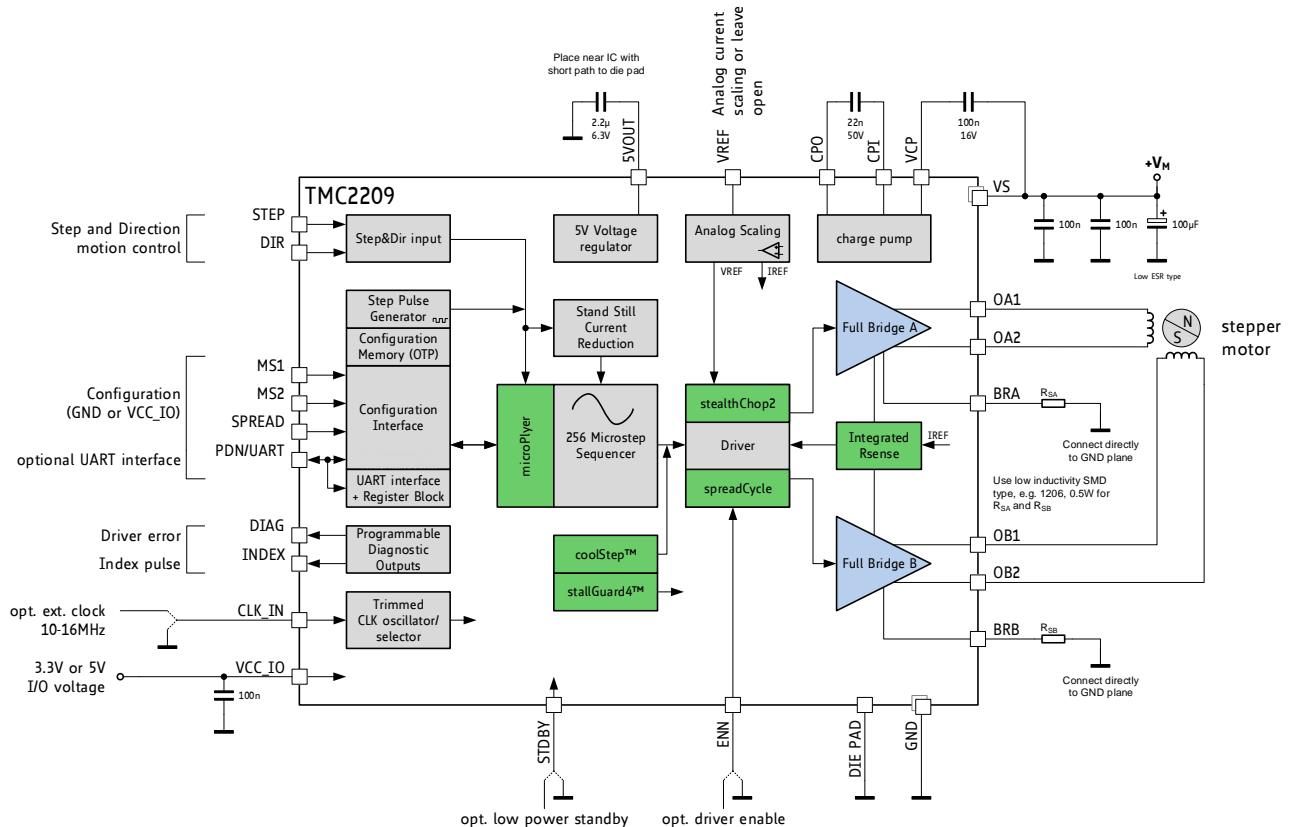 Place near IC with
short path to die pad
2.2µ
6.3V
5VOUT
Analog current
scaling or leave
open
VREF
22n
50V
CPO
CPI
100n
16V
VCP
+VM
VS
100n
100n
+
100µF
Low ESR type
TMC2209
Step and Direction
motion control
STEP
DIR
Step&Dir input
5V Voltage
regulator
Analog Scaling
VREF
IREF
charge pump
Step Pulse
Generator
Configuration
Memory (OTP)
Stand Still
Current
Reduction
Full Bridge A
OA1
OA2
N
S
stepper
motor
Configuration
(GND or VCC_IO)
optional UART interface
MS1
MS2
SPREAD
PDN/UART
Configuration
Interface
UART interface
+ Register Block
microPlyer
256 Microstep
Sequencer
stealthChop2
Driver
spreadCycle
Integrated
Rsense
IREF
BRA
RSA
Connect directly
to GND plane
Use low inductivity SMD
type, e.g. 1206, 0.5W for
RSA and RSB
Driver error
Index pulse
DIAG
INDEX
Programmable
Diagnostic
Outputs
coolStep™
stallGuard4™
Full Bridge B
OB1
OB2
opt. ext. clock
10-16MHz
CLK_IN
Trimmed
CLK oscillator/
selector
BRB
RSB
Connect directly
to GND plane
3.3V or 5V
I/O voltage
VCC_IO
100n
STDBY
ENN
DIE PAD
GND
opt. low power standby
opt. driver enable